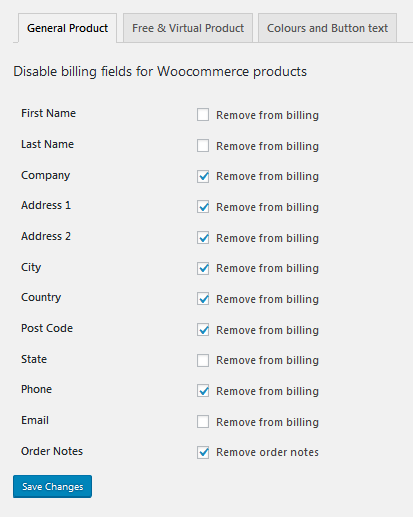 General Product Free & Virtual Product Colours and Button text
Disable billing fields for Woocommerce products
First Name Remove from billing
Last Name Remove from billing
Company Remove from billing
Address 1 Remove from billing
Address 2 Remove from billing
City Remove from billing
Country Remove from billing
Post Code Remove from billing
State Remove from billing
Phone Remove from billing
Email Remove from billing
Order Notes Remove order notes
Save Changes